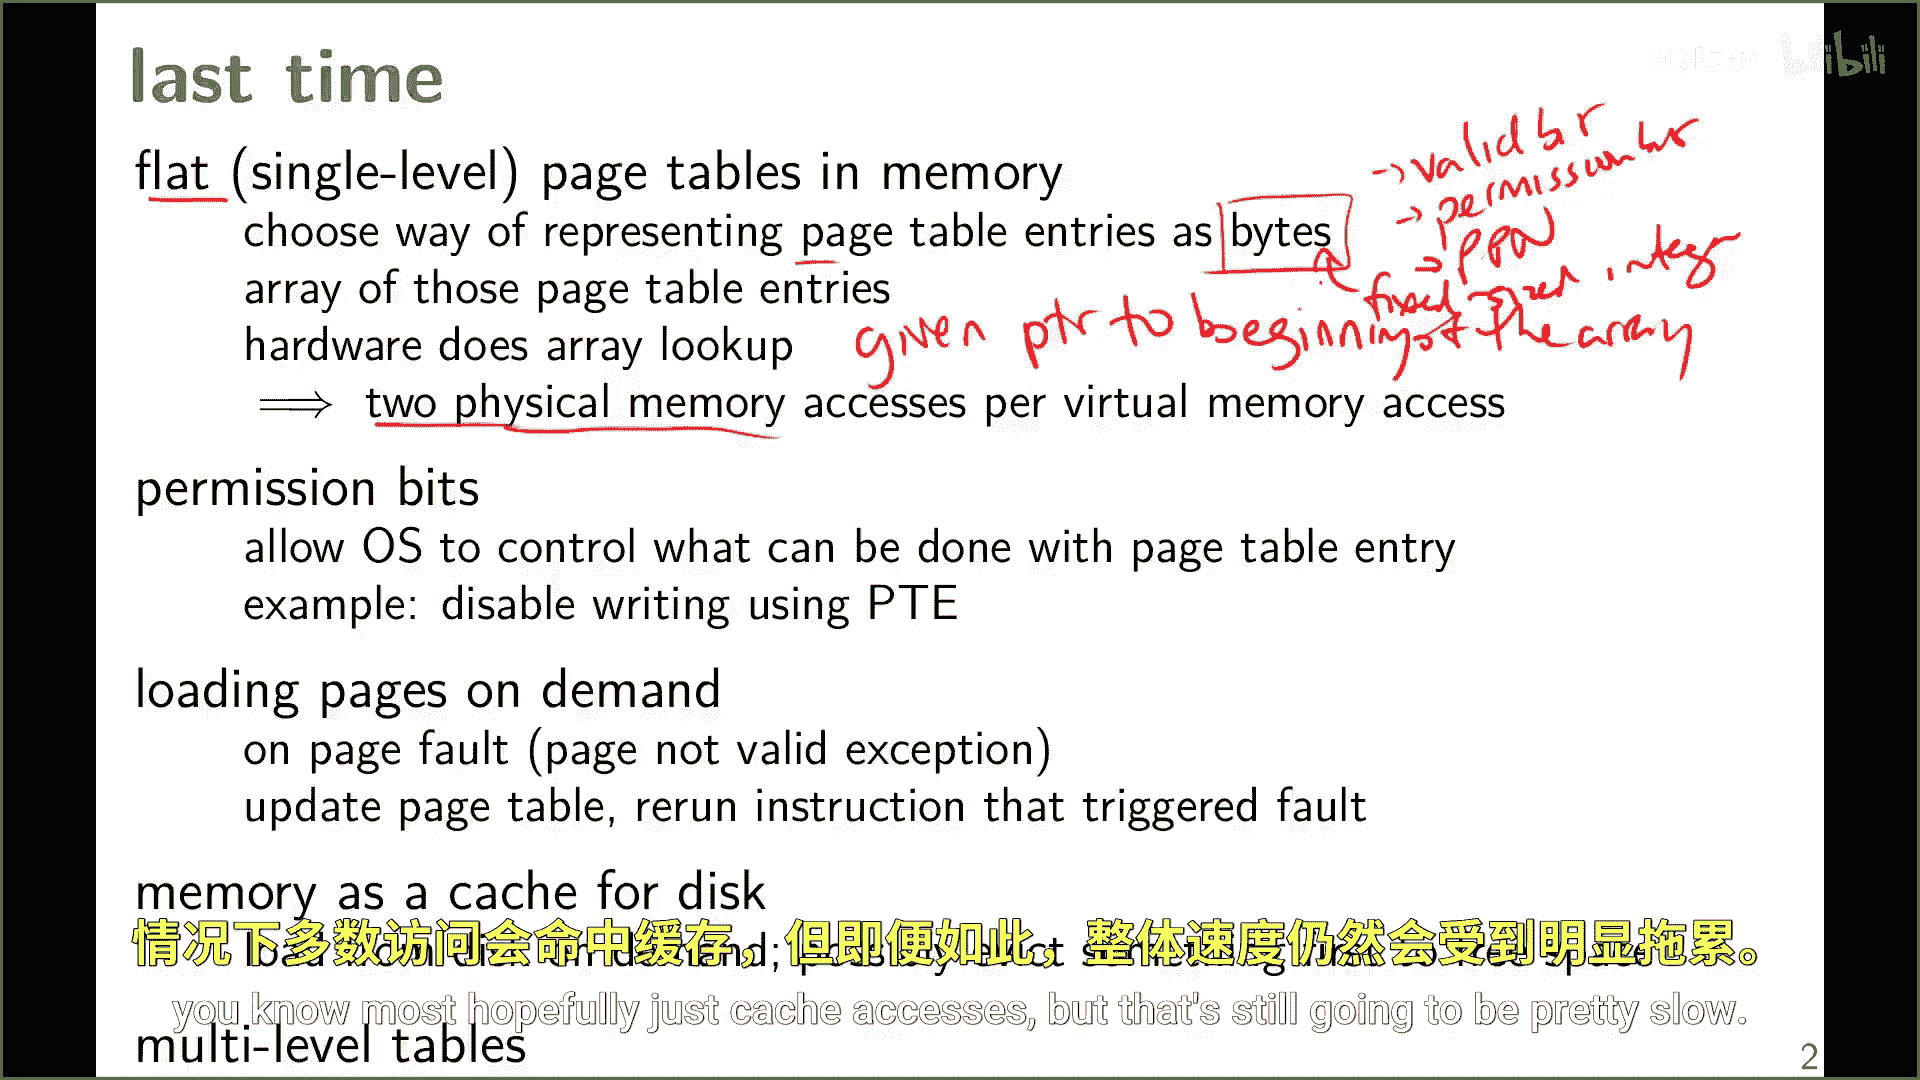 last time
bilibili
flat (single-level) page tables in memory
→ valid bit
→ permission bit
choose way of representing page table entries as bytes
→ PPN
array of those page table entries
fixed sized integer
hardware does array lookup
given ptr to beginning of the array
⟹ two physical memory accesses per virtual memory access
permission bits
allow OS to control what can be done with page table entry
example: disable writing using PTE
loading pages on demand
on page fault (page not valid exception)
update page table, rerun instruction that triggered fault
memory as a cache for disk
情况下多数访问会命中缓存，但即便如此，整体速度仍然会受到明显拖累。
you know most hopefully just cache accesses, but that's still going to be pretty slow.
multi-level tables
2